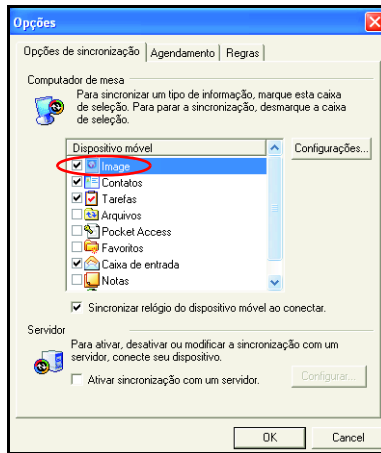 Opções
Opções de sincronização Agendamento Regras
Computador de mesa
Para sincronizar um tipo de informação, marque esta caixa
de seleção. Para parar a sincronização, desmarque a caixa
de seleção.
Dispositivo móvel
Configurações...
Image
Contatos
Tarefas
Arquivos
Pocket Access
Favoritos
Caixa de entrada
Notas
Sincronizar relógio do dispositivo móvel ao conectar.
Servidor
Para ativar, desativar ou modificar a sincronização com um
servidor, conecte seu dispositivo.
Ativar sincronização com um servidor.
Configurar...
OK Cancel